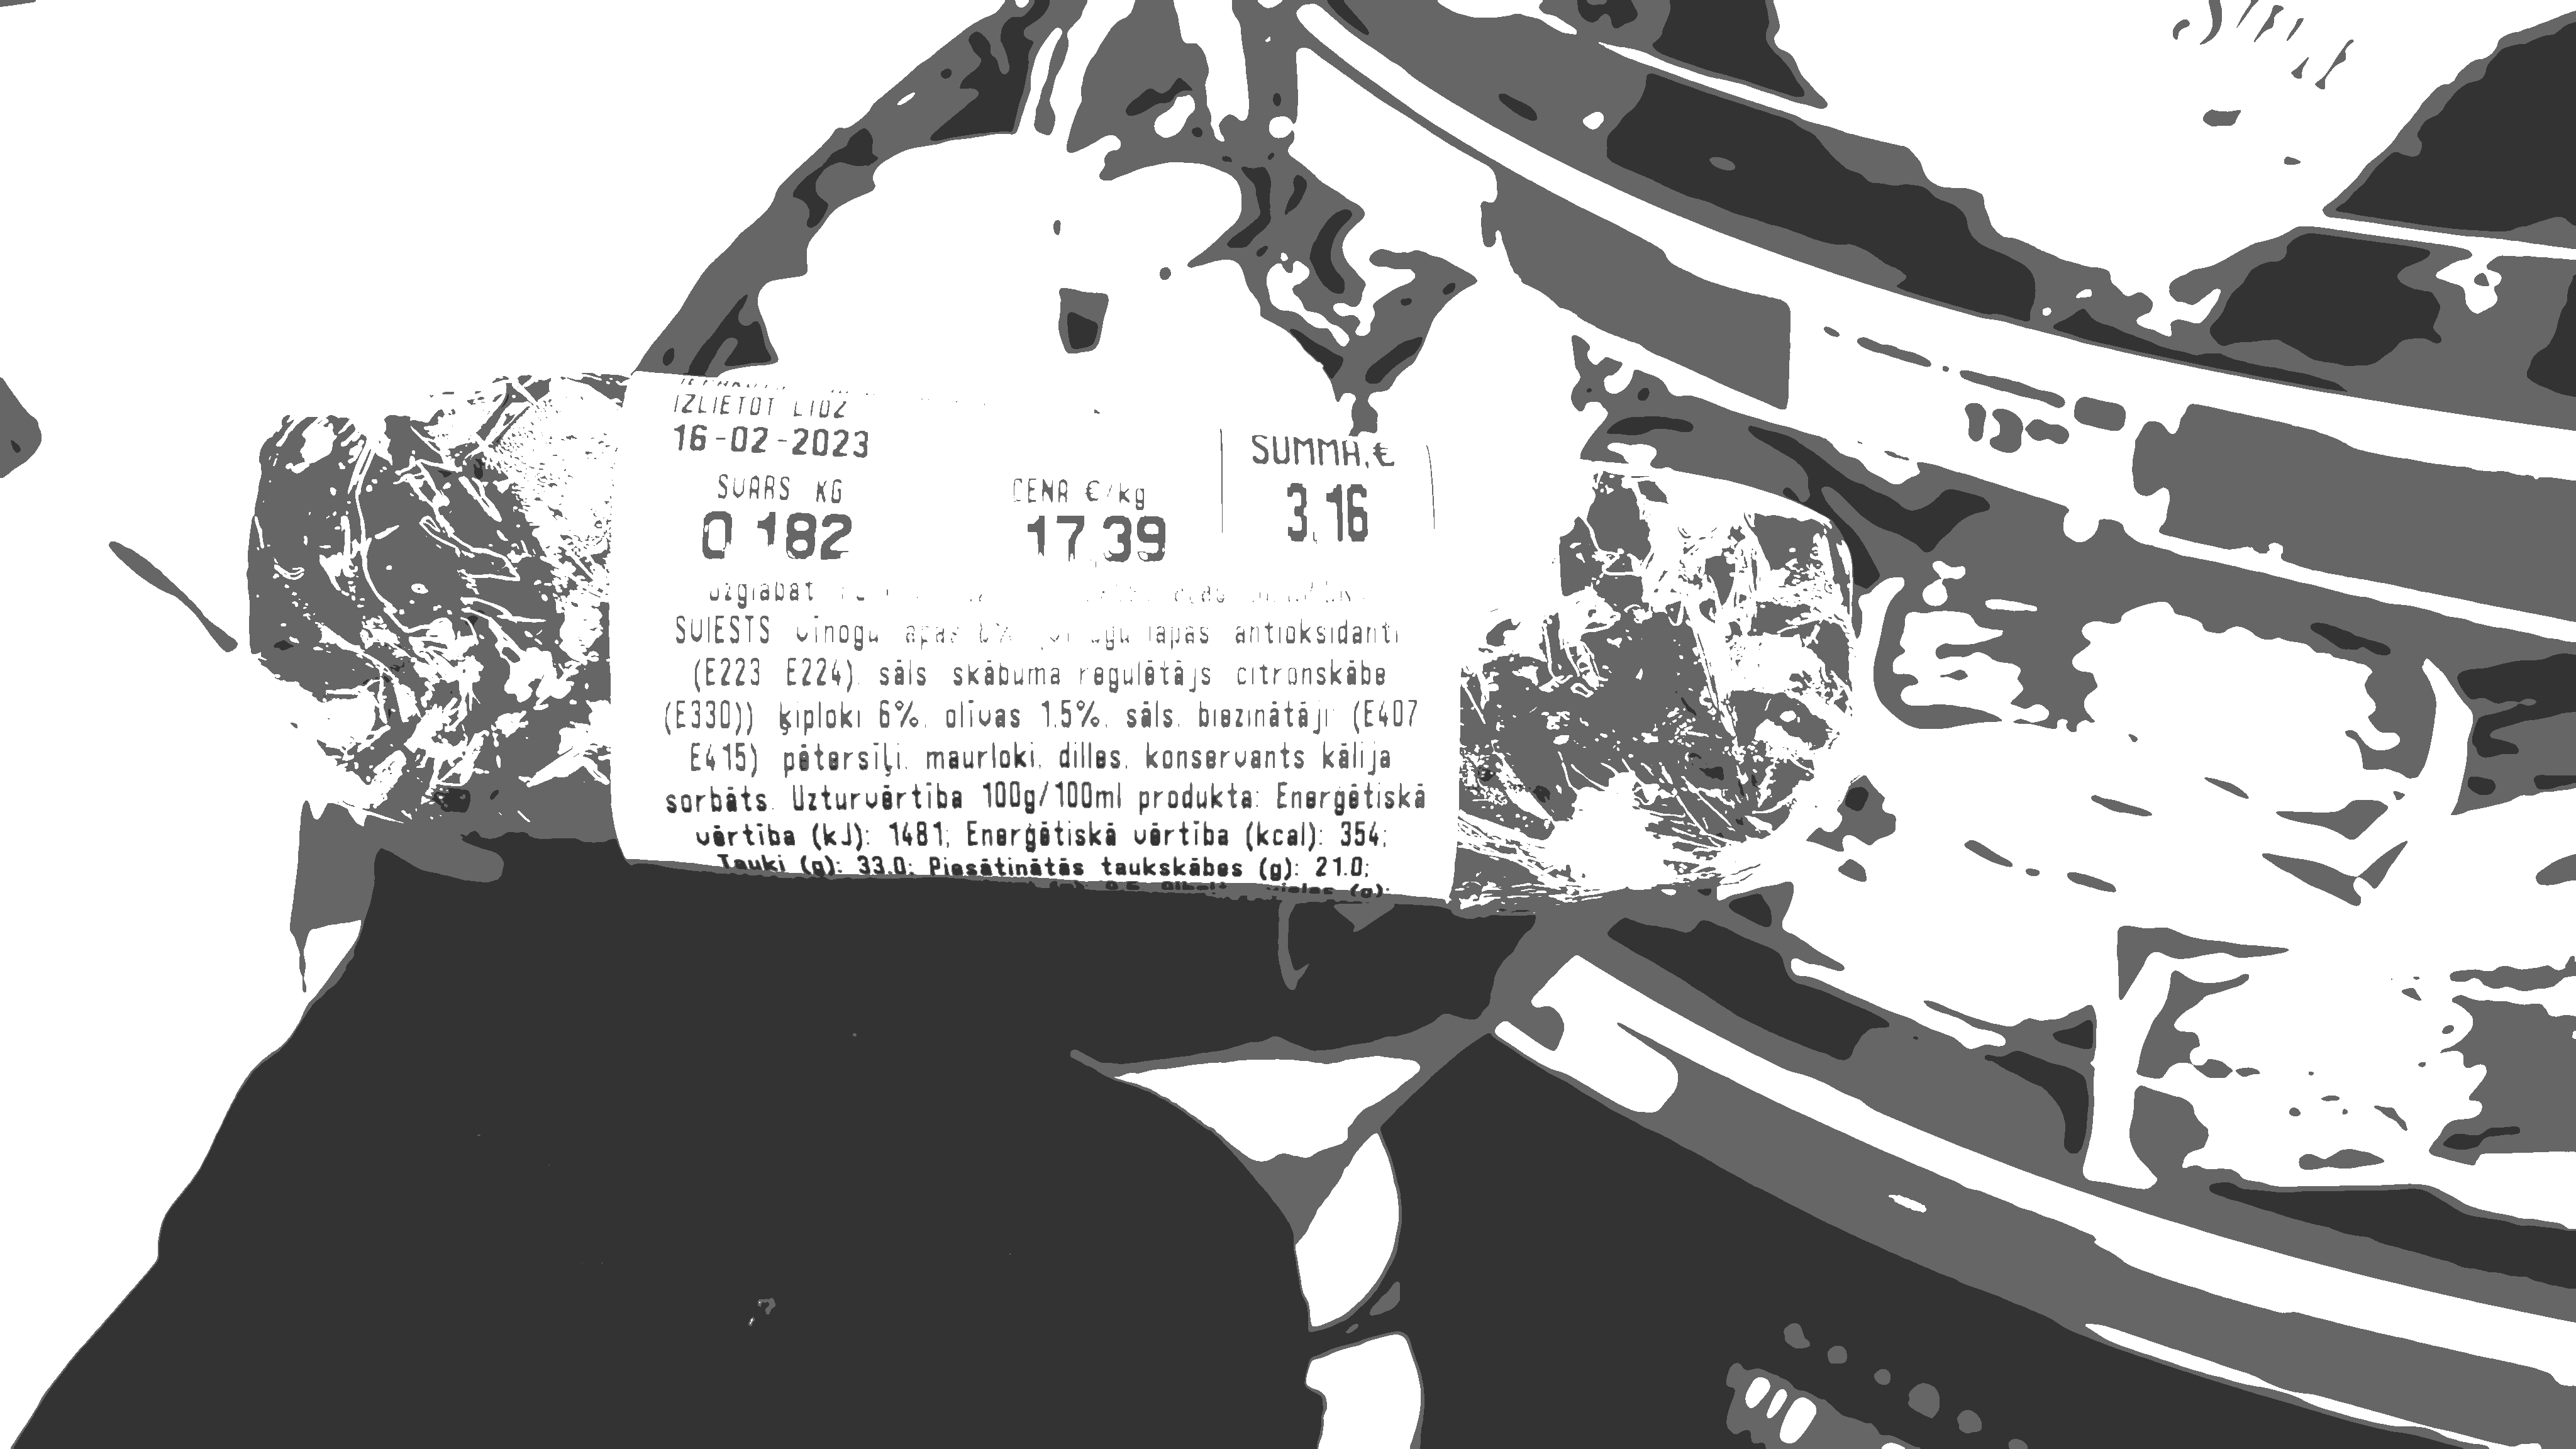 IZLIETOT LIDZ
16-02-2023
SUMMA,€
SVARS KG
CENA €/kg
3.16
0.182
17.39
uzglabāt
SVIESTS vīnogu lapas antioksidanti
(E223 E224), sāls skābuma regulētājs citronskābe
(E330)) ķiploki 6%, olīvas 1.5%, sāls, biezinātāji (E407
E415) pētersīļi, maurloki, dilles, konservants kālija
sorbāts. Uzturvērtība 100g/100ml produkta: Enerģētiskā
vērtība (kJ): 1481; Enerģētiskā vērtība (kcal): 354;
Tauki (g): 33.0; Piesātinātās taukskābes (g): 21.0;